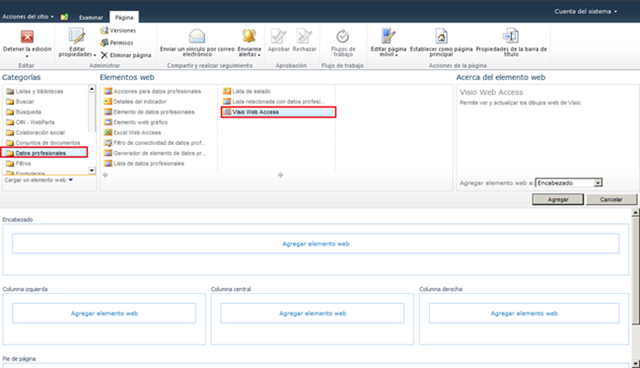 Acciones del sitio
Examinar
Página
Cuenta del sistema
Detener la edición
Editar propiedades
Versiones
Permisos
Eliminar página
Enviar un vínculo por correo electrónico
Enviarme alertas
Aprobar
Rechazar
Flujos de trabajo
Editar página móvil
Establecer como página principal
Propiedades de la barra de título
Editar
Administrar
Compartir y realizar seguimiento
Aprobación
Flujo de trabajo
Acciones de la página
Categorías
Listas y bibliotecas
Buscar
Búsqueda
CIN - WebParts
Colaboración social
Conjuntos de documentos
Datos profesionales
Filtros
Formularios
Cargar un elemento web
Elementos web
Acciones para datos profesionales
Detalles del indicador
Elemento de datos profesionales
Elemento web gráfico
Excel Web Access
Filtro de conectividad de datos prof...
Generador de elemento de datos pr...
Lista de datos profesionales
Lista de estado
Lista relacionada con datos profesi...
Visio Web Access
Acerca del elemento web
Visio Web Access
Permite ver y actualizar los dibujos web de Visio.
Agregar elemento web a: Encabezado
Agregar
Cancelar
Encabezado
Agregar elemento web
Columna izquierda
Agregar elemento web
Columna central
Agregar elemento web
Columna derecha
Agregar elemento web
Pie de página